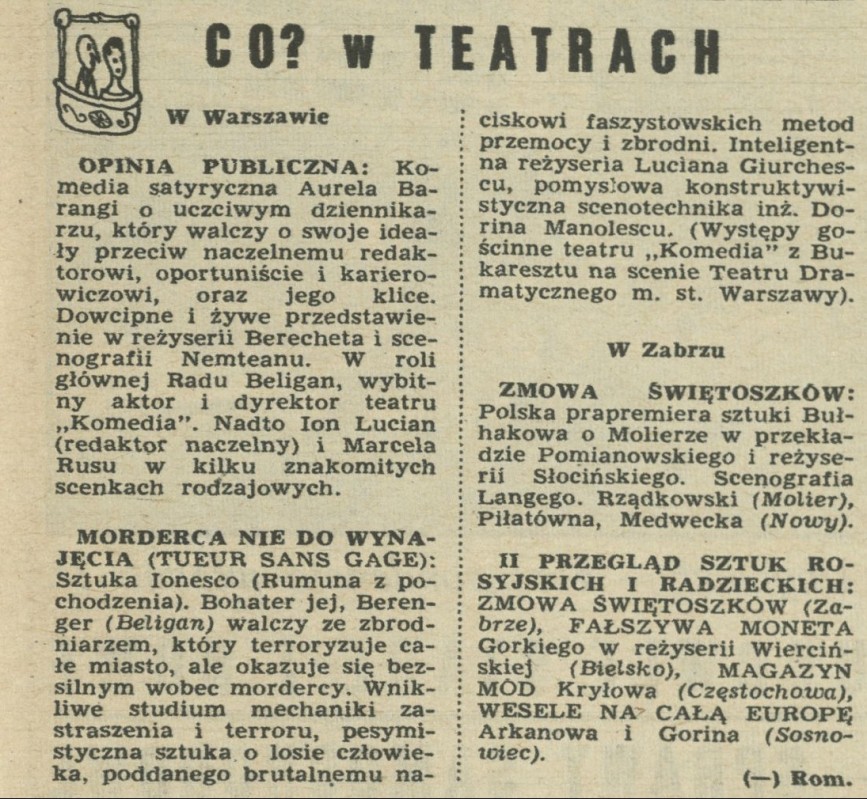 CO? w TEATRACH
W Warszawie
OPINIA PUBLICZNA: Ko-
media satyryczna Aurela Ba-
rangi o uczciwym dziennika-
rzu, który walczy o swoje idea-
ły przeciw naczelnemu redak-
torowi, oportuniście i kariero-
wiczowi, oraz jego klice.
Dowcipne i żywe przedstawie-
nie w reżyserii Berecheta i sce-
nografii Nemteanu. W roli
głównej Radu Beligan, wybit-
ny aktor i dyrektor teatru
„Komedia”. Nadto Ion Lucian
(redaktor naczelny) i Marcela
Rusu w kilku znakomitych
scenkach rodzajowych.
MORDERCA NIE DO WYNA-
JĘCIA (TUEUR SANS GAGE):
Sztuka Ionesco (Rumuna z po-
chodzenia). Bohater jej, Beren-
ger (Beligan) walczy ze zbrod-
niarzem, który terroryzuje ca-
łe miasto, ale okazuje się bez-
silnym wobec mordercy. Wnik-
liwe studium mechaniki za-
straszenia i terroru, pesymi-
styczna sztuka o losie człowie-
ka, poddanego brutalnemu na-
ciskowi faszystowskich metod
przemocy i zbrodni. Inteligent-
na reżyseria Luciana Giurches-
cu, pomysłowa konstruktywi-
styczna scenotechnika inż. Do-
rina Manolescu. (Występy go-
ścinne teatru „Komedia” z Bu-
karesztu na scenie Teatru Dra-
matycznego m. st. Warszawy).
W Zabrzu
ZMOWA ŚWIĘTOSZKÓW:
Polska prapremiera sztuki Buł-
hakowa o Molierze w przekła-
dzie Pomianowskiego i reżyse-
rii Słocińskiego. Scenografia
Langego. Rządkowski (Molier),
Piłatówna, Medwecka (Nowy).
II PRZEGLĄD SZTUK RO-
SYJSKICH I RADZIECKICH:
ZMOWA ŚWIĘTOSZKÓW (Za-
brze), FAŁSZYWA MONETA
Gorkiego w reżyserii Wierciń-
skiej (Bielsko), MAGAZYN
MÓD Kryłowa (Częstochowa),
WESELE NA CAŁĄ EUROPĘ
Arkanowa i Gorina (Sosno-
wiec).
(—) Rom.